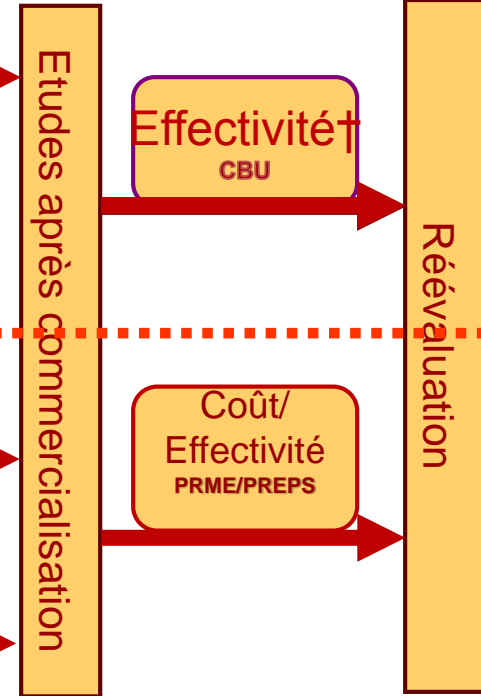 Etudes après commercialisation
Effectivité†
CBU
Coût/
Effectivité
PRME/PREPS
Réévaluation